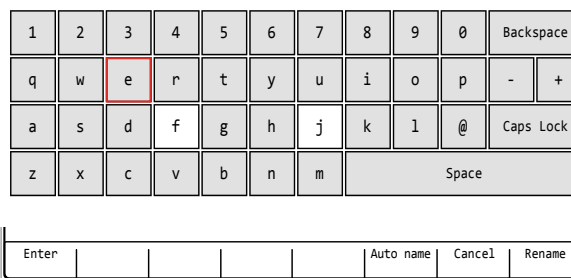 1 2 3 4 5 6 7 8 9 0 Backspace
q w e r t y u i o p - +
a s d f g h j k l @ Caps Lock
z x c v b n m Space
Enter Auto name Cancel Rename